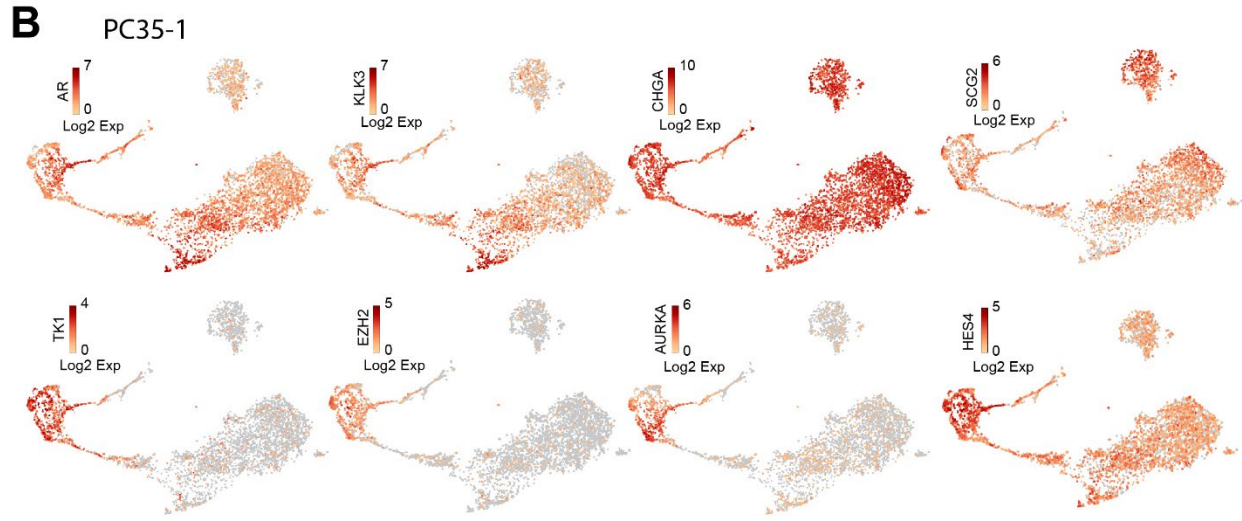 B PC35-1
AR 7 0 Log2 Exp
KLK3 7 0 Log2 Exp
CHGA 10 0 Log2 Exp
SCG2 6 0 Log2 Exp
TK1 4 0 Log2 Exp
EZH2 5 0 Log2 Exp
AURKA 6 0 Log2 Exp
HES4 5 0 Log2 Exp